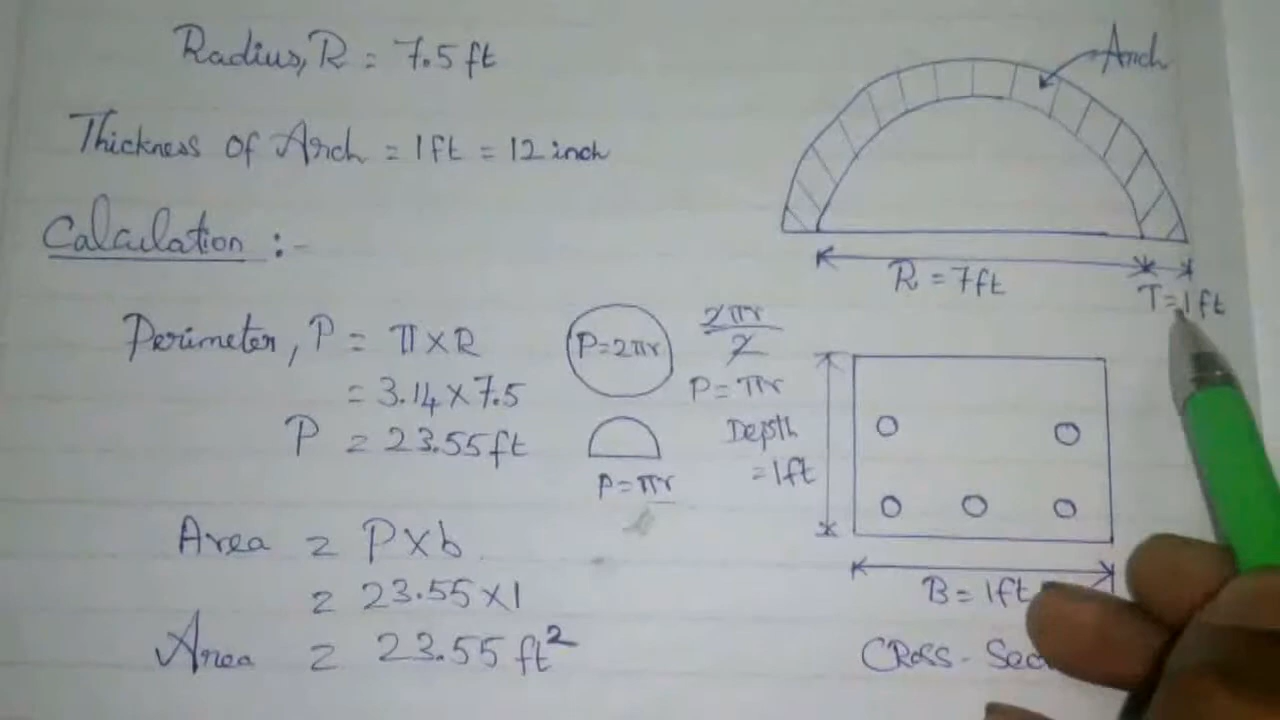 Radius, R = 7.5 ft
Thickness of Arch = 1ft = 12 inch
Calculation :-
Perimeter, P = π × R
= 3.14 × 7.5
P = 23.55 ft
P = 2πr
P = πr
2πr
2
P = πr
Area = P × b
= 23.55 × 1
Area = 23.55 ft²
Arch
R = 7ft
T = 1ft
Depth
= 1ft
B = 1ft
CROSS -